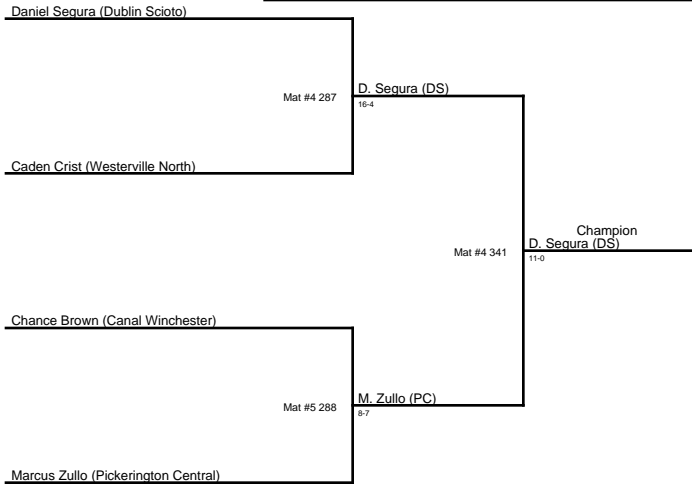 Daniel Segura (Dublin Scioto)
Mat #4 287
D. Segura (DS)
16-4
Caden Crist (Westerville North)
Mat #4 341
Champion
D. Segura (DS)
11-0
Chance Brown (Canal Winchester)
Mat #5 288
M. Zullo (PC)
8-7
Marcus Zullo (Pickerington Central)